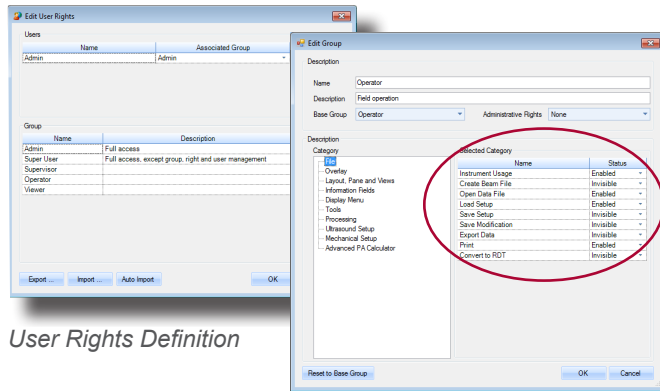 Edit User Rights
Users
Name Associated Group
Admin Admin
Group
Name Description
Admin Full access
Super User Full access, except group, right and user management
Supervisor
Operator
Viewer
Export ... Import ... Auto Import OK
User Rights Definition
Edit Group
Description
Name Operator
Description Field operation
Base Group Operator Administrative Rights None
Description
Category
File
Overlay
Layout, Pane and Views
Information Fields
Display Menu
Tools
Processing
Ultrasound Setup
Mechanical Setup
Advanced PA Calculator
Selected Category
Name Status
Instrument Usage Enabled
Create Beam File Invisible
Open Data File Enabled
Load Setup Enabled
Save Setup Invisible
Save Modification Invisible
Export Data Invisible
Print Enabled
Convert to RDT Invisible
Reset to Base Group OK Cancel